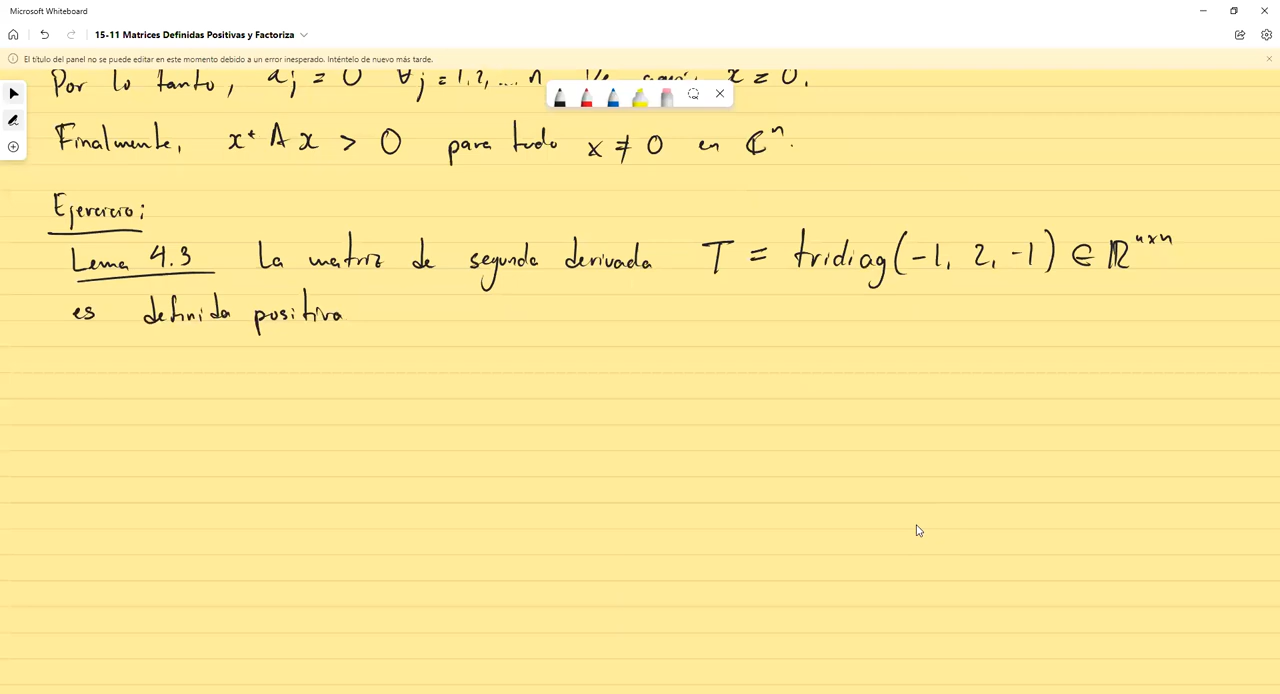 Microsoft Whiteboard
15-11 Matrices Definidas Positivas y Factoriza
El título del panel no se puede editar en este momento debido a un error inesperado. Inténtelo de nuevo más tarde.
Por lo tanto, aj = 0 ∀j = 1, 2, ... n x = 0.
Finalmente, x* A x > 0 para todo x ≠ 0 en ℂⁿ.
Ejercicio:
Lema 4.3 La matriz de segunda derivada T = tridiag(-1, 2, -1) ∈ ℝⁿˣⁿ
es definida positiva